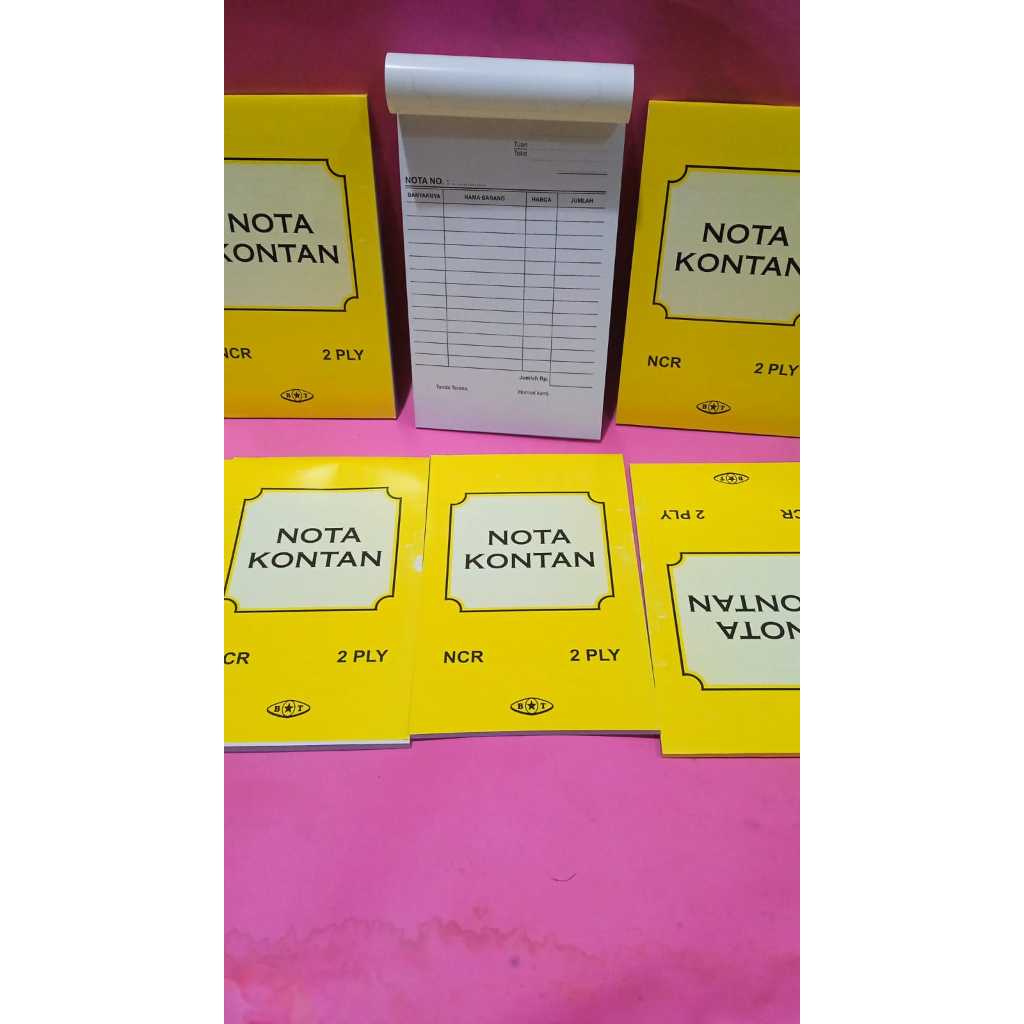 NOTA
KONTAN
NCR
2 PLY
B T
Tuan
Toko
NOTA NO. :
BANYAKNYA NAMA BARANG HARGA JUMLAH
Jumlah Rp.
Tanda Terima
Hormat kami,
NOTA
KONTAN
NCR
2 PLY
B T
NOTA
KONTAN
CR
2 PLY
B T
NOTA
KONTAN
NCR
2 PLY
B T
NOTA
ONTAN
NC
2 PLY
B T